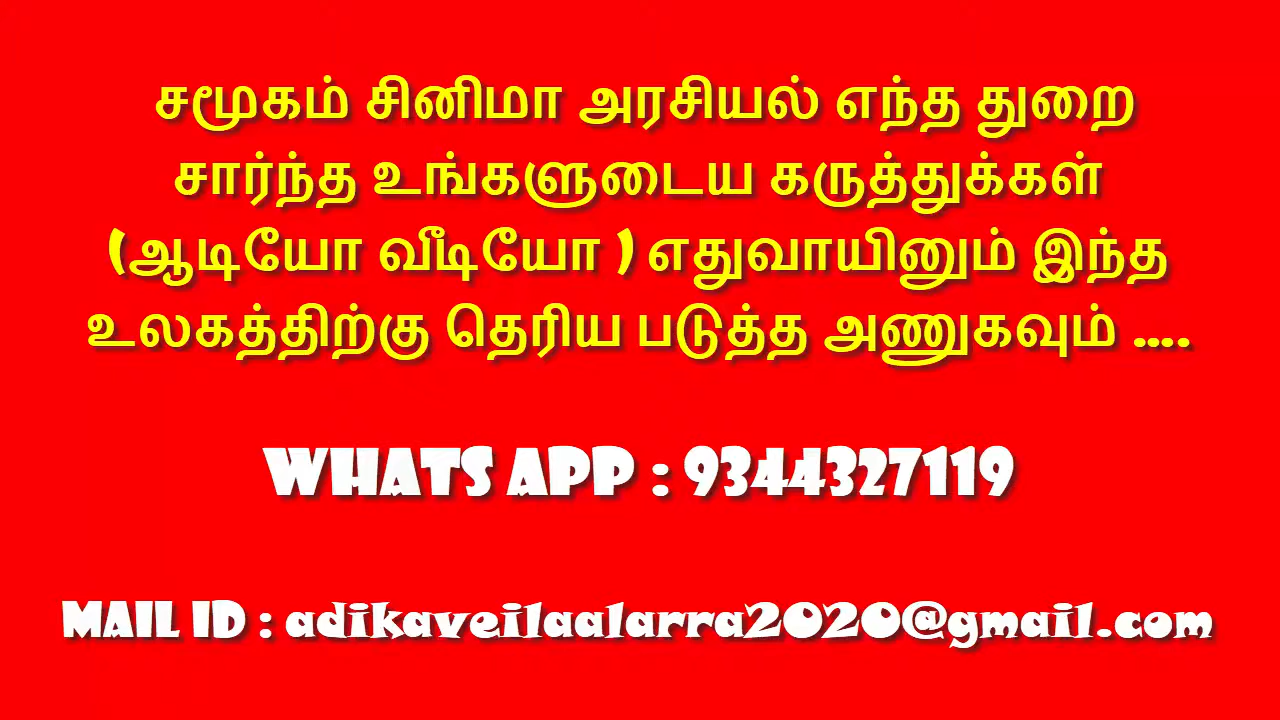 சமூகம் சினிமா அரசியல் எந்த துறை
சார்ந்த உங்களுடைய கருத்துக்கள்
(ஆடியோ வீடியோ ) எதுவாயினும் இந்த
உலகத்திற்கு தெரிய படுத்த அணுகவும் ....
WHATS APP : 9344327119
MAIL ID : adikaveilaalarra2020@gmail.com